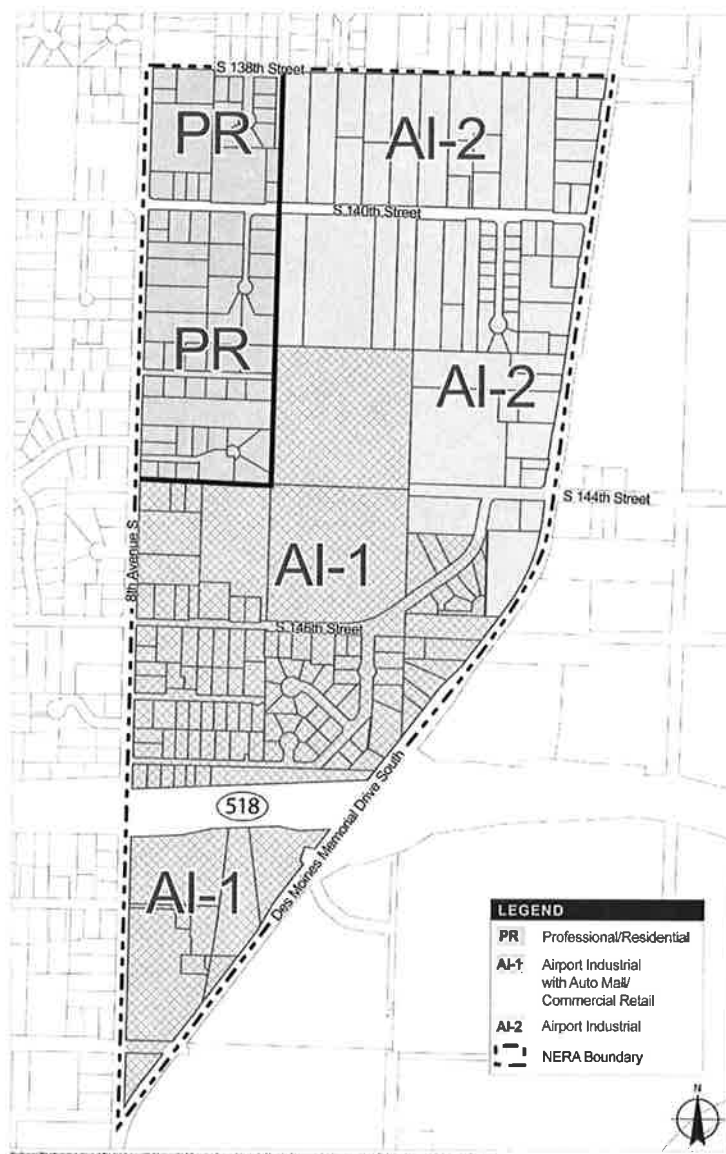 S 138th Street
PR
AI-2
S 140th Street
PR
AI-2
S 144th Street
8th Avenue S
AI-1
S 146th Street
518
Des Moines Memorial Drive South
AI-1
LEGEND
PR Professional/Residential
AI-1 Airport Industrial
with Auto Mall/
Commercial Retail
AI-2 Airport Industrial
NERA Boundary
N